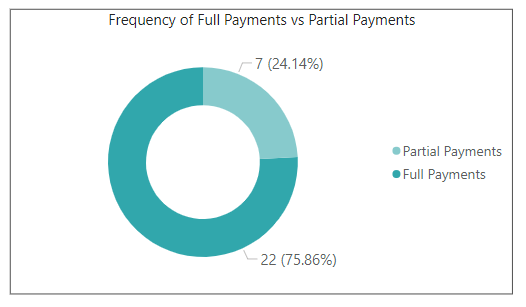 Frequency of Full Payments vs Partial Payments
7 (24.14%)
Partial Payments
Full Payments
22 (75.86%)